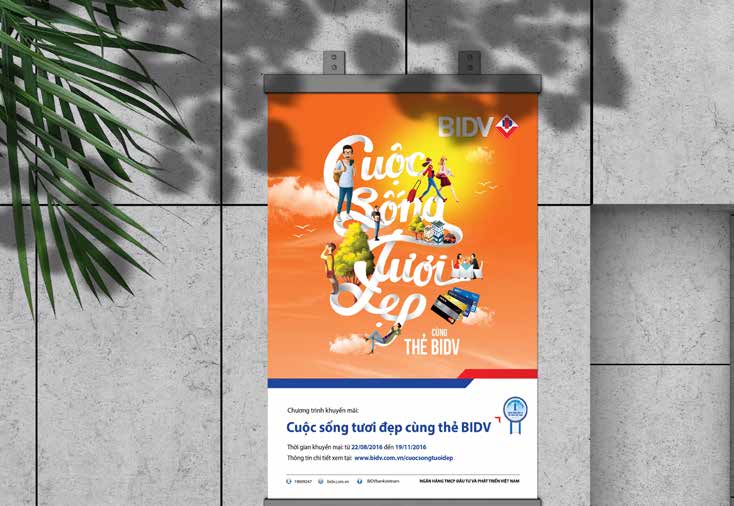 BIDV
Cuộc
Sống
Tươi
đẹp
CÙNG
THẺ BIDV
Chương trình khuyến mãi:
Cuộc sống tươi đẹp cùng thẻ BIDV
Thời gian khuyến mại: từ 22/08/2016 đến 19/11/2016
Thông tin chi tiết xem tại: www.bidv.com.vn/cuocsongtuoidep
19009247 bidv.com.vn BIDVbankvietnam NGÂN HÀNG TMCP ĐẦU TƯ VÀ PHÁT TRIỂN VIỆT NAM